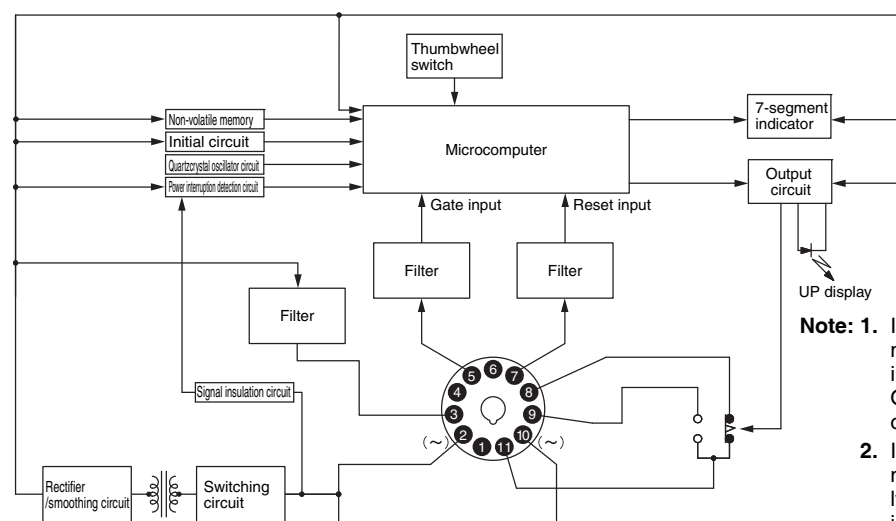 Thumbwheel
switch
Non-volatile memory
Initial circuit
Quartzcrystal oscillator circuit
Power interruption detection circuit
Microcomputer
7-segment
indicator
Output
circuit
Gate input
Reset input
Filter
Filter
Filter
UP display
Signal insulation circuit
5 6 7
4 8
3 9
2 10
1 11
(~) (~)
Rectifier
/smoothing circuit
Switching
circuit
Note: 1.
2.